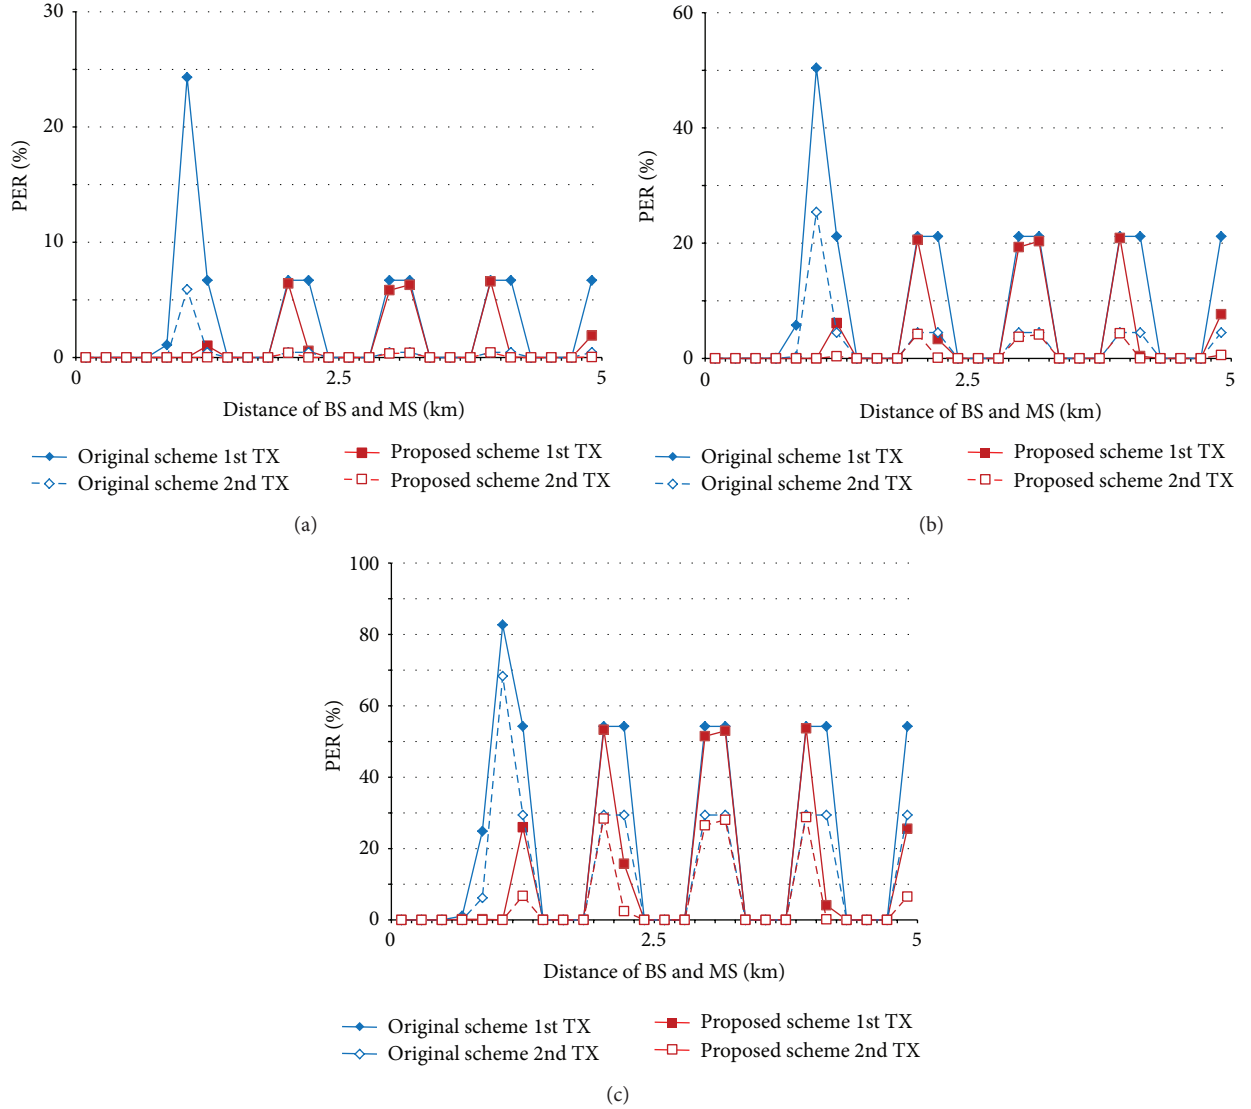 30
20
10
0
PER (%)
0
2.5
5
Distance of BS and MS (km)
Original scheme 1st TX
Original scheme 2nd TX
Proposed scheme 1st TX
Proposed scheme 2nd TX
(a)
60
40
20
0
PER (%)
0
2.5
5
Distance of BS and MS (km)
Original scheme 1st TX
Original scheme 2nd TX
Proposed scheme 1st TX
Proposed scheme 2nd TX
(b)
100
80
60
40
20
0
PER (%)
0
2.5
5
Distance of BS and MS (km)
Original scheme 1st TX
Original scheme 2nd TX
Proposed scheme 1st TX
Proposed scheme 2nd TX
(c)